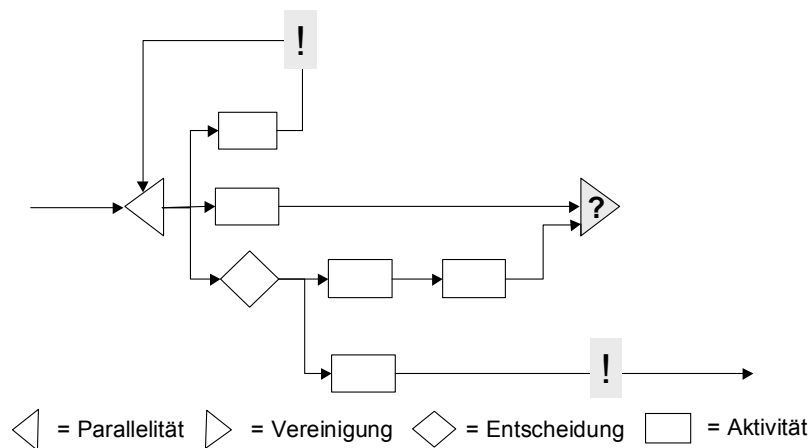 !
?
!
= Parallelität = Vereinigung = Entscheidung = Aktivität